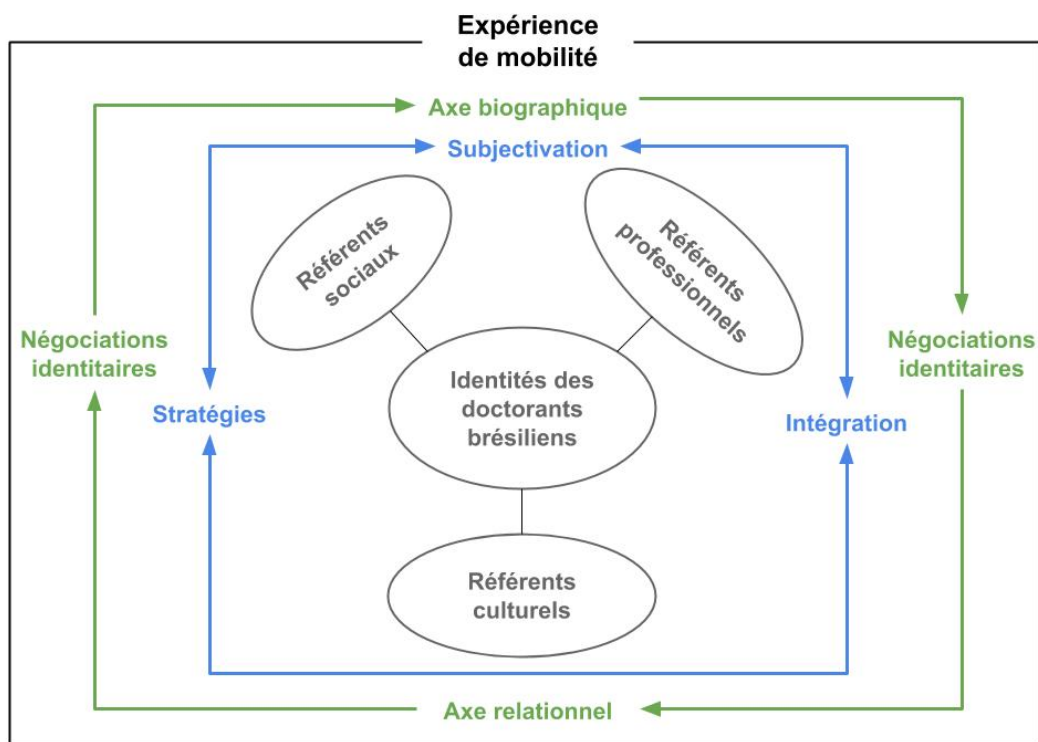 Expérience
de mobilité
Axe biographique
Subjectivation
Référents
sociaux
Référents
professionnels
Négociations
identitaires
Négociations
identitaires
Identités des
doctorants
brésiliens
Stratégies
Intégration
Référents
culturels
Axe relationnel